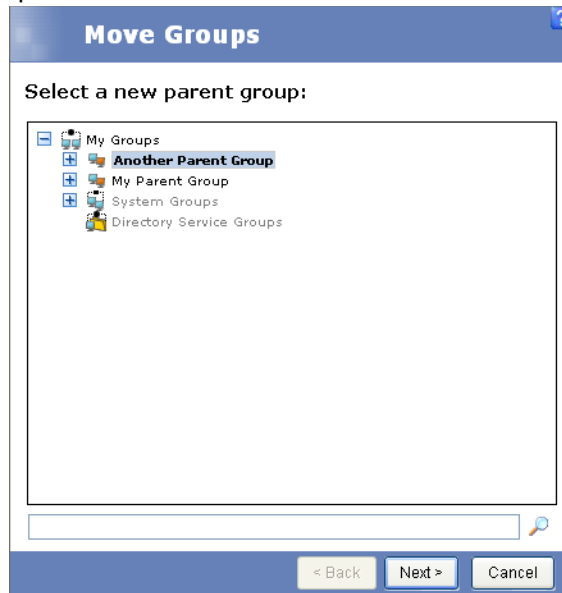 Move Groups
?
Select a new parent group:
My Groups
Another Parent Group
My Parent Group
System Groups
Directory Service Groups
< Back Next > Cancel